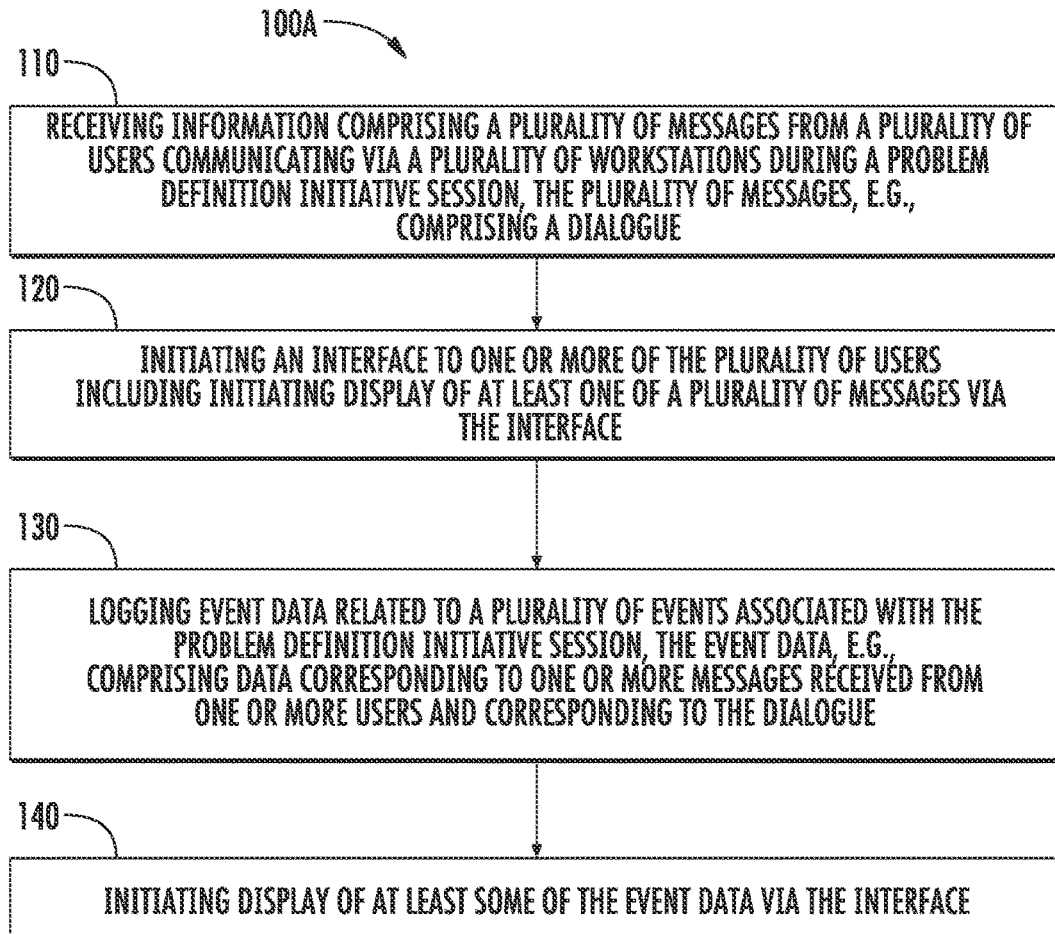 100A
110
RECEIVING INFORMATION COMPRISING A PLURALITY OF MESSAGES FROM A PLURALITY OF
USERS COMMUNICATING VIA A PLURALITY OF WORKSTATIONS DURING A PROBLEM
DEFINITION INITIATIVE SESSION, THE PLURALITY OF MESSAGES, E.G.,
COMPRISING A DIALOGUE
120
INITIATING AN INTERFACE TO ONE OR MORE OF THE PLURALITY OF USERS
INCLUDING INITIATING DISPLAY OF AT LEAST ONE OF A PLURALITY OF MESSAGES VIA
THE INTERFACE
130
LOGGING EVENT DATA RELATED TO A PLURALITY OF EVENTS ASSOCIATED WITH THE
PROBLEM DEFINITION INITIATIVE SESSION, THE EVENT DATA, E.G.,
COMPRISING DATA CORRESPONDING TO ONE OR MORE MESSAGES RECEIVED FROM
ONE OR MORE USERS AND CORRESPONDING TO THE DIALOGUE
140
INITIATING DISPLAY OF AT LEAST SOME OF THE EVENT DATA VIA THE INTERFACE